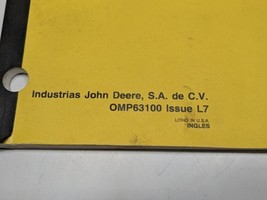 Industrias John Deere, S.A. de C.V.
OMP63100 Issue L7
LITHO IN U.S.A.
INGLES